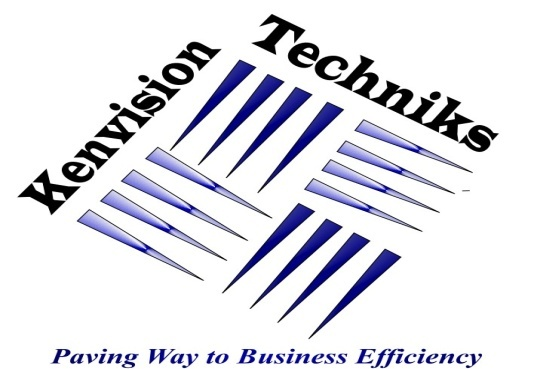 Kenvision
Techniks
Paving Way to Business Efficiency